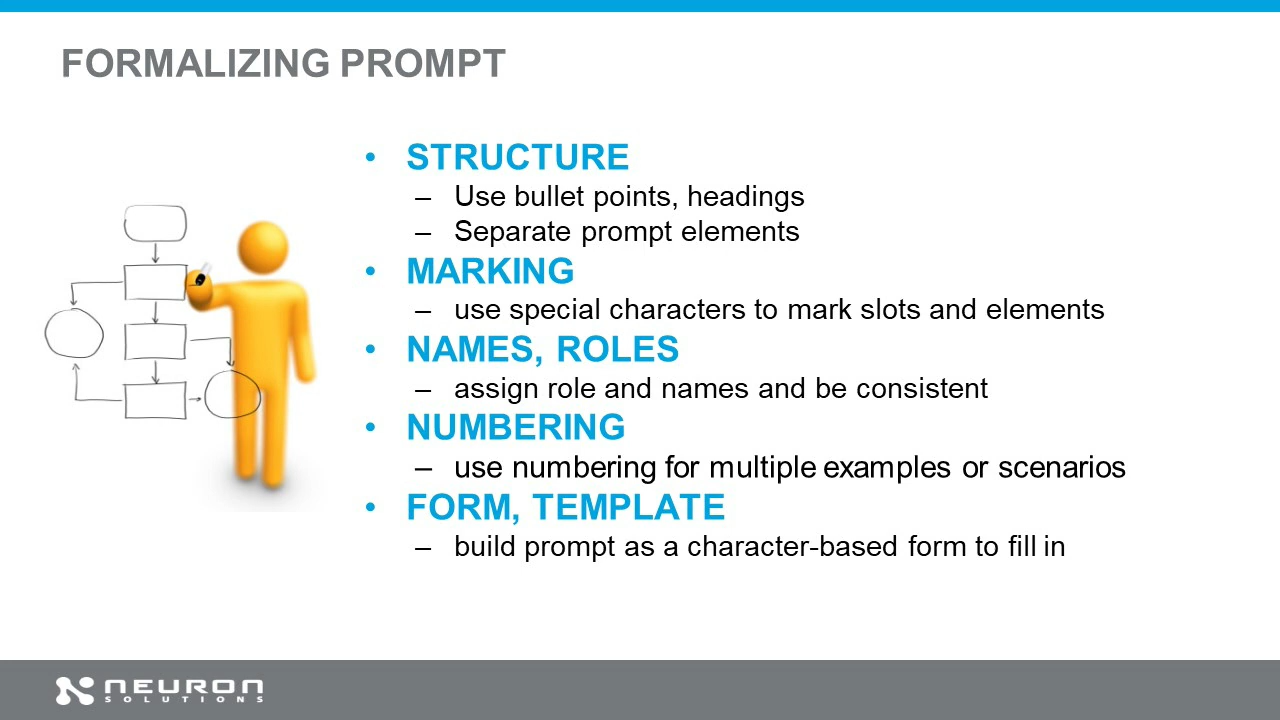 FORMALIZING PROMPT
• STRUCTURE
– Use bullet points, headings
– Separate prompt elements
• MARKING
– use special characters to mark slots and elements
• NAMES, ROLES
– assign role and names and be consistent
• NUMBERING
– use numbering for multiple examples or scenarios
• FORM, TEMPLATE
– build prompt as a character-based form to fill in
NEURON
SOLUTIONS